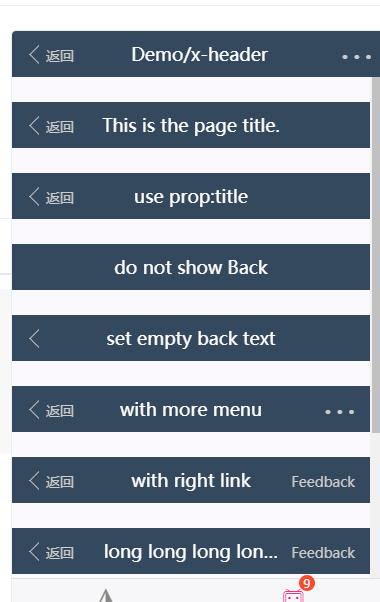 返回 Demo/x-header
返回 This is the page title.
返回 use prop:title
do not show Back
set empty back text
返回 with more menu
返回 with right link Feedback
返回 long long long lon... Feedback
9